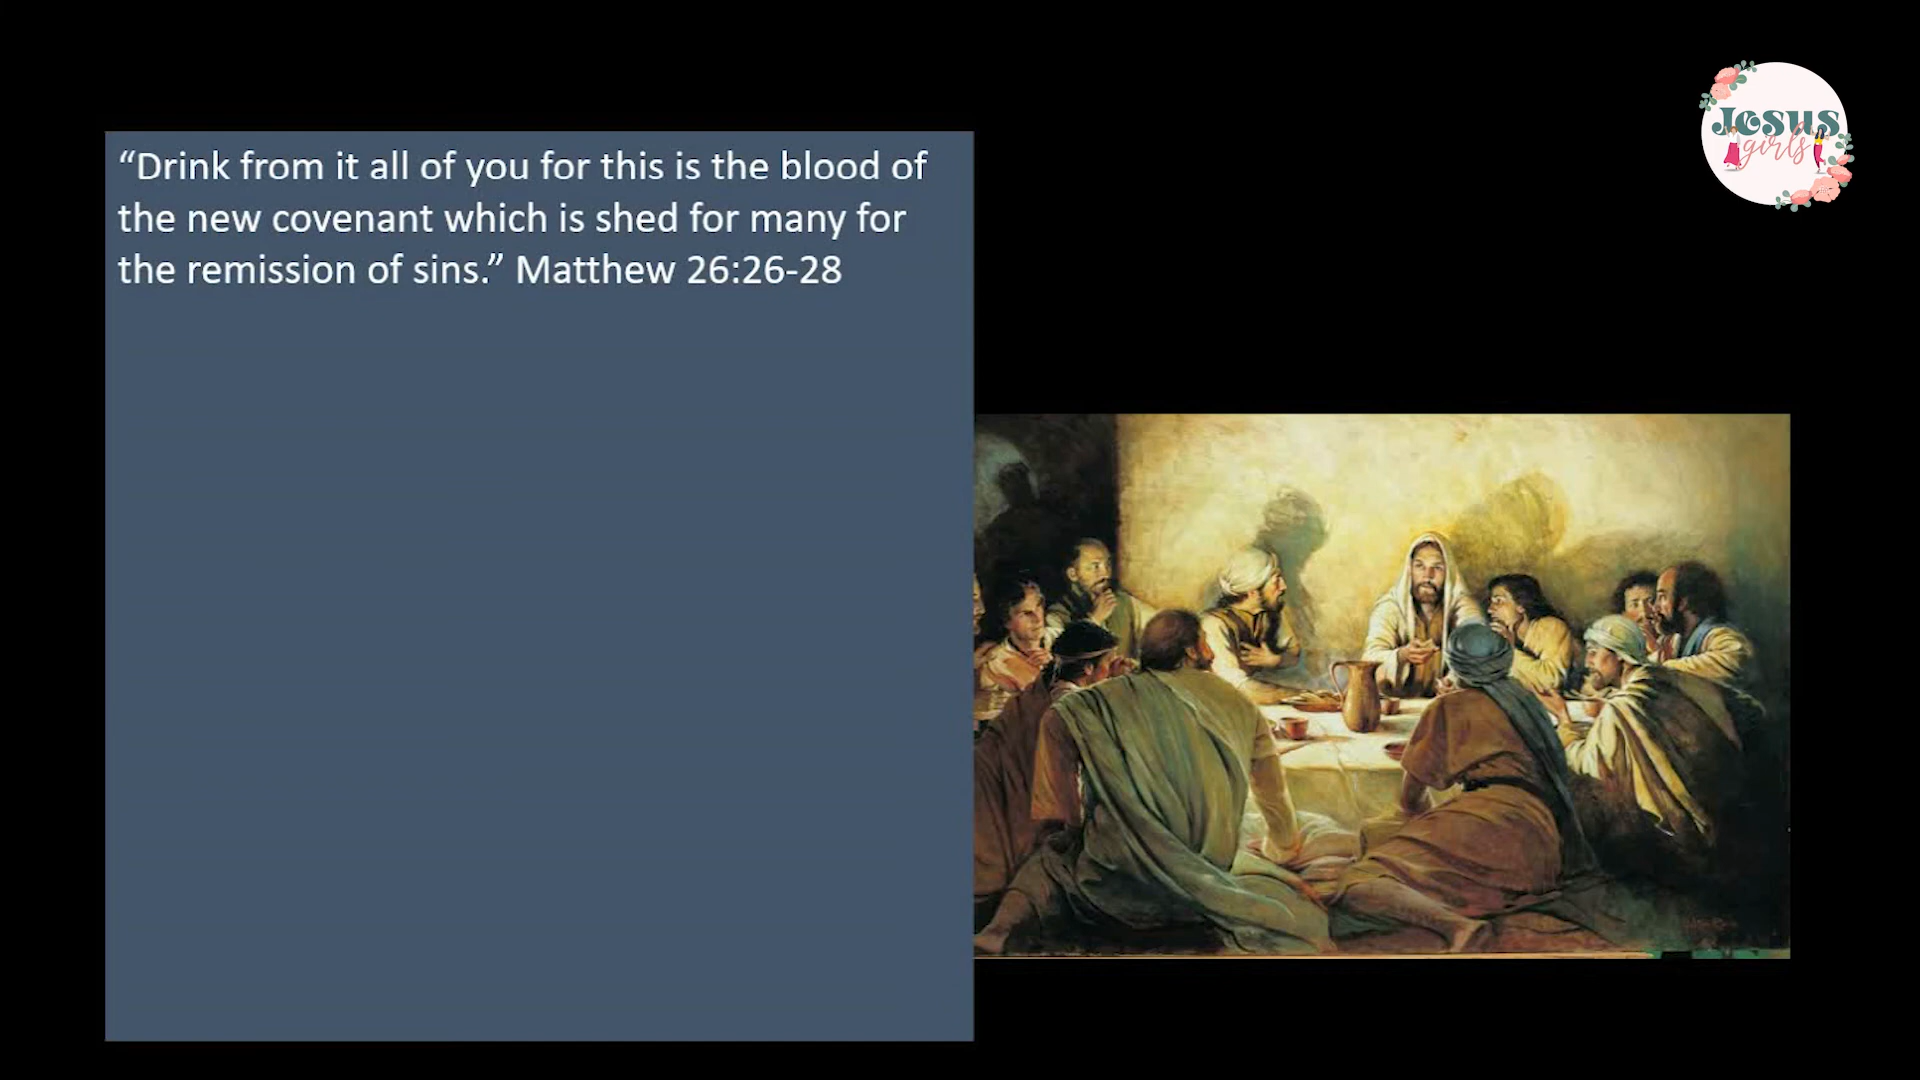 “Drink from it all of you for this is the blood of
the new covenant which is shed for many for
the remission of sins.” Matthew 26:26-28
Jesus
girls